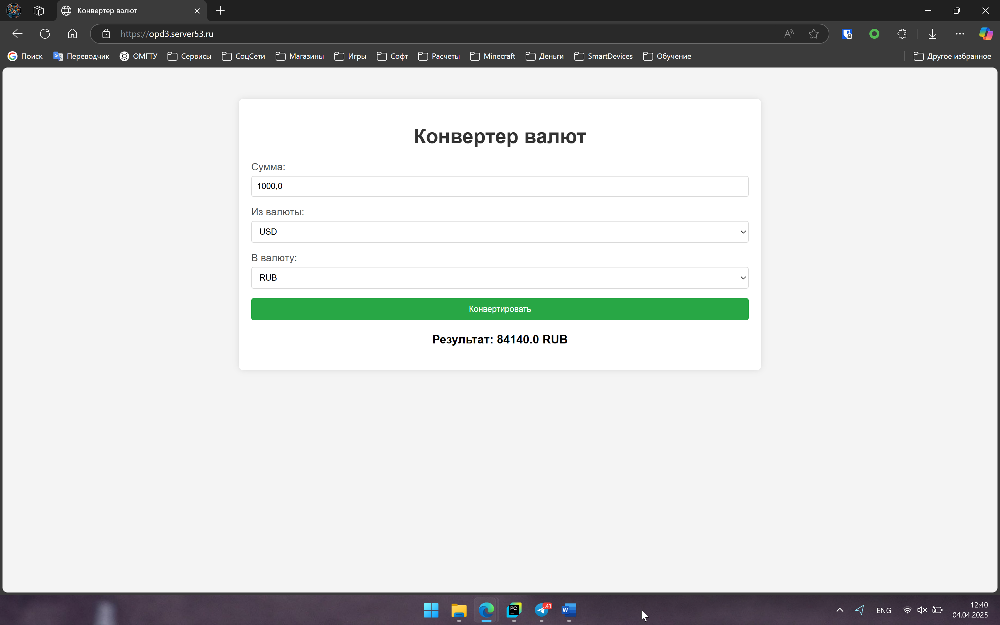 Конвертер валют
https://opd3.server53.ru
Поиск Переводчик ОМГТУ Сервисы СоцСети Магазины Игры Софт Расчеты Minecraft Деньги SmartDevices Обучение Другое избранное
Конвертер валют
Сумма:
1000,0
Из валюты:
USD
В валюту:
RUB
Конвертировать
Результат: 84140.0 RUB
PC
..41
W
ENG
12:40
04.04.2025